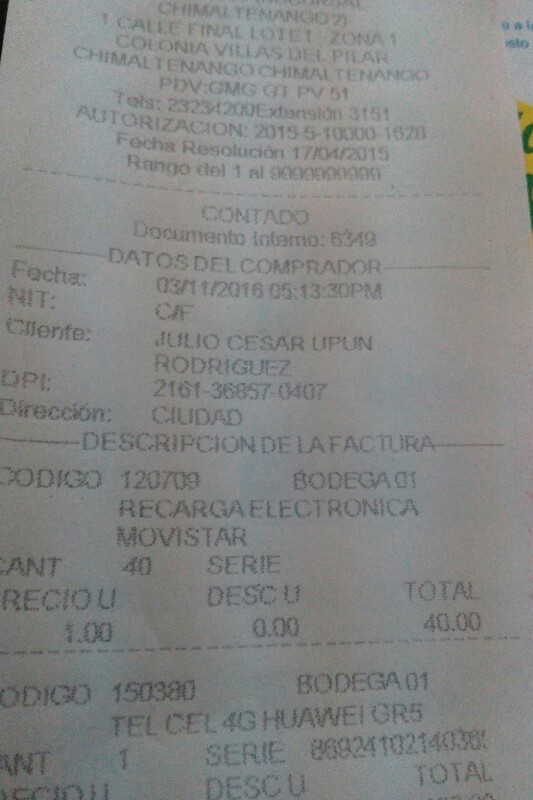 CHIMALTENANGO 2)
1 CALLE FINAL LOTE 1 ZONA 1
COLONIA VILLAS DEL PILAR
CHIMALTENANGO CHIMALTENANGO
PDV:GMG GT PV 51
Tels: 23234200Extensión 3151
AUTORIZACION: 2015-5-10000-1628
Fecha Resolución 17/04/2015
Rango del 1 al 9999999999
CONTADO
Documento Interno: 6349
DATOS DEL COMPRADOR
Fecha: 03/11/2016 05:13:30PM
NIT: C/F
Cliente: JULIO CESAR UPUN
RODRIGUEZ
DPI: 2161-36857-0407
Dirección: CIUDAD
DESCRIPCION DE LA FACTURA
CODIGO 120709 BODEGA 01
RECARGA ELECTRONICA
MOVISTAR
CANT 40 SERIE
PRECIO U DESC U TOTAL
1.00 0.00 40.00
CODIGO 150380 BODEGA 01
TEL CEL 4G HUAWEI GR5
CANT 1 SERIE
PRECIO U DESC U TOTAL